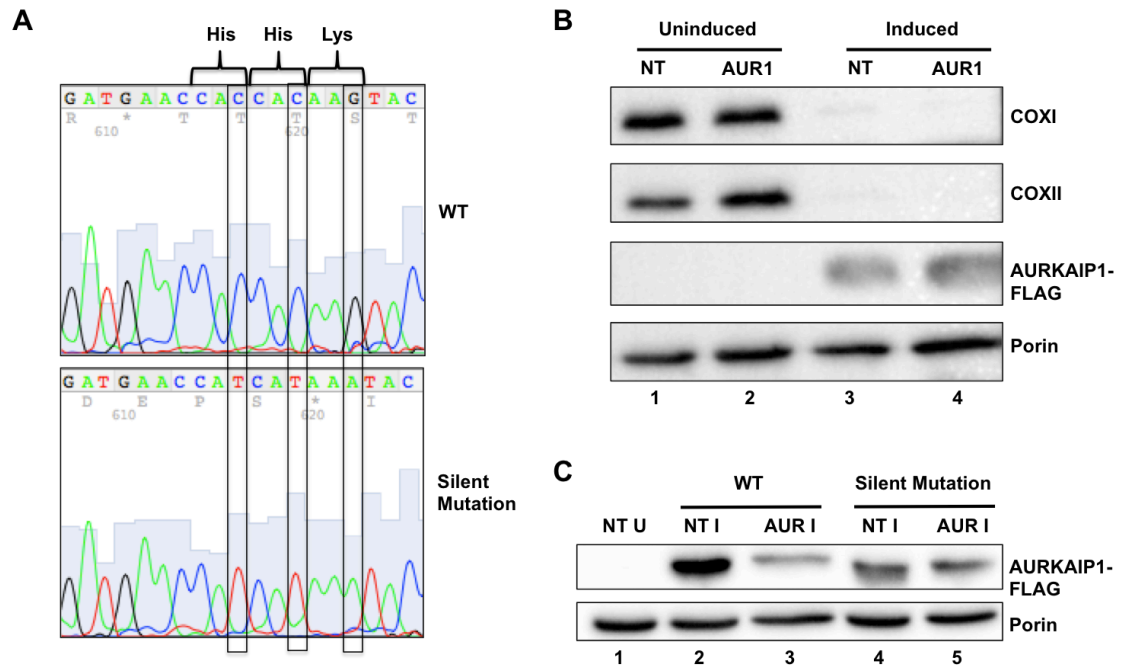 A
His His Lys
G A T G A A C C A C C A C A A G T A C
R * T T T S T
610 620
WT
G A T G A A C C A T C A T A A A T A C
D E P S * I
610 620
Silent
Mutation
B
Uninduced Induced
NT AUR1 NT AUR1
COXI
COXII
AURKAIP1-
FLAG
Porin
1 2 3 4
C
WT Silent Mutation
NT U NT I AUR I NT I AUR I
AURKAIP1-
FLAG
Porin
1 2 3 4 5